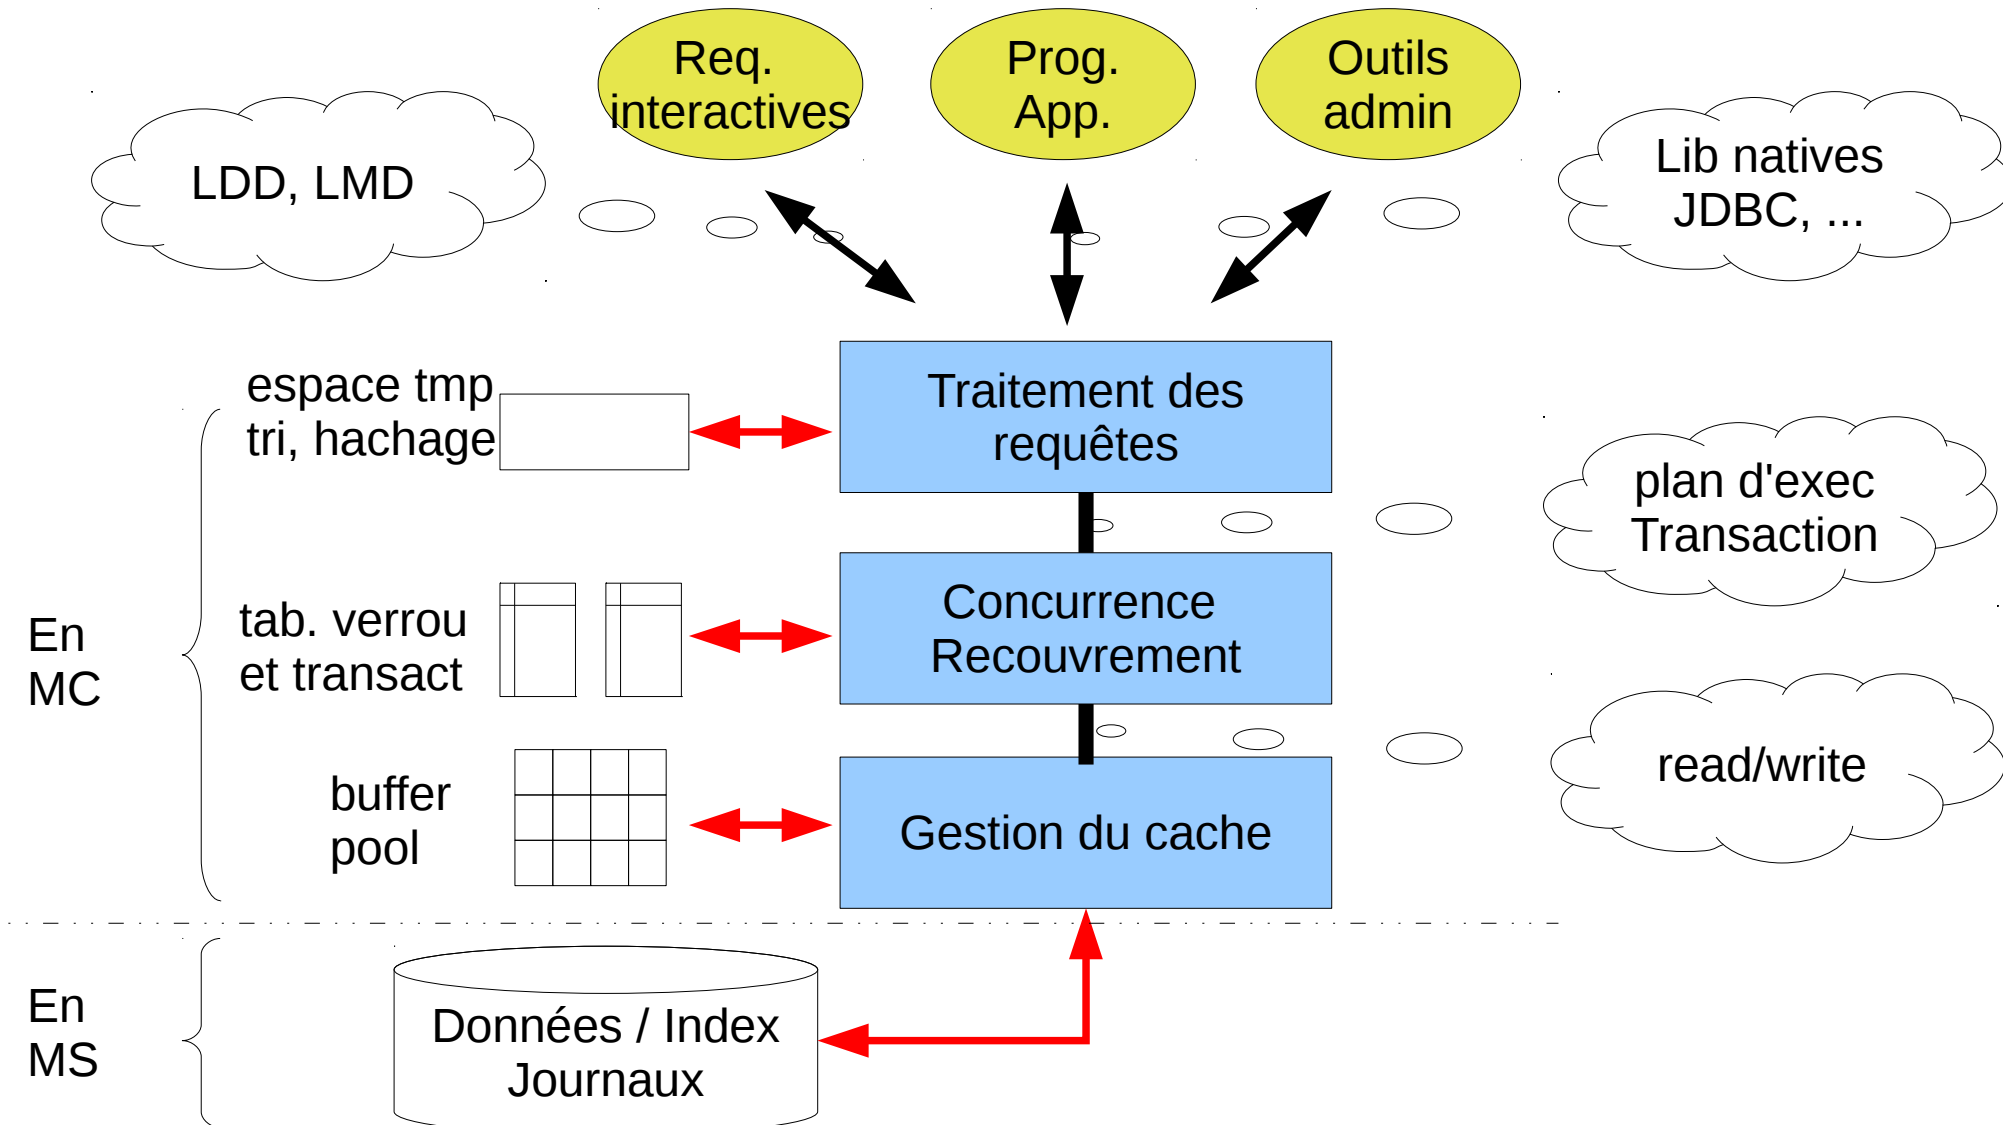 Req.
interactives
Prog.
App.
Outils
admin
LDD, LMD
Lib natives
JDBC, ...
espace tmp
tri, hachage
Traitement des
requêtes
plan d'exec
Transaction
En
MC
tab. verrou
et transact
Concurrence
Recouvrement
read/write
buffer
pool
Gestion du cache
En
MS
Données / Index
Journaux